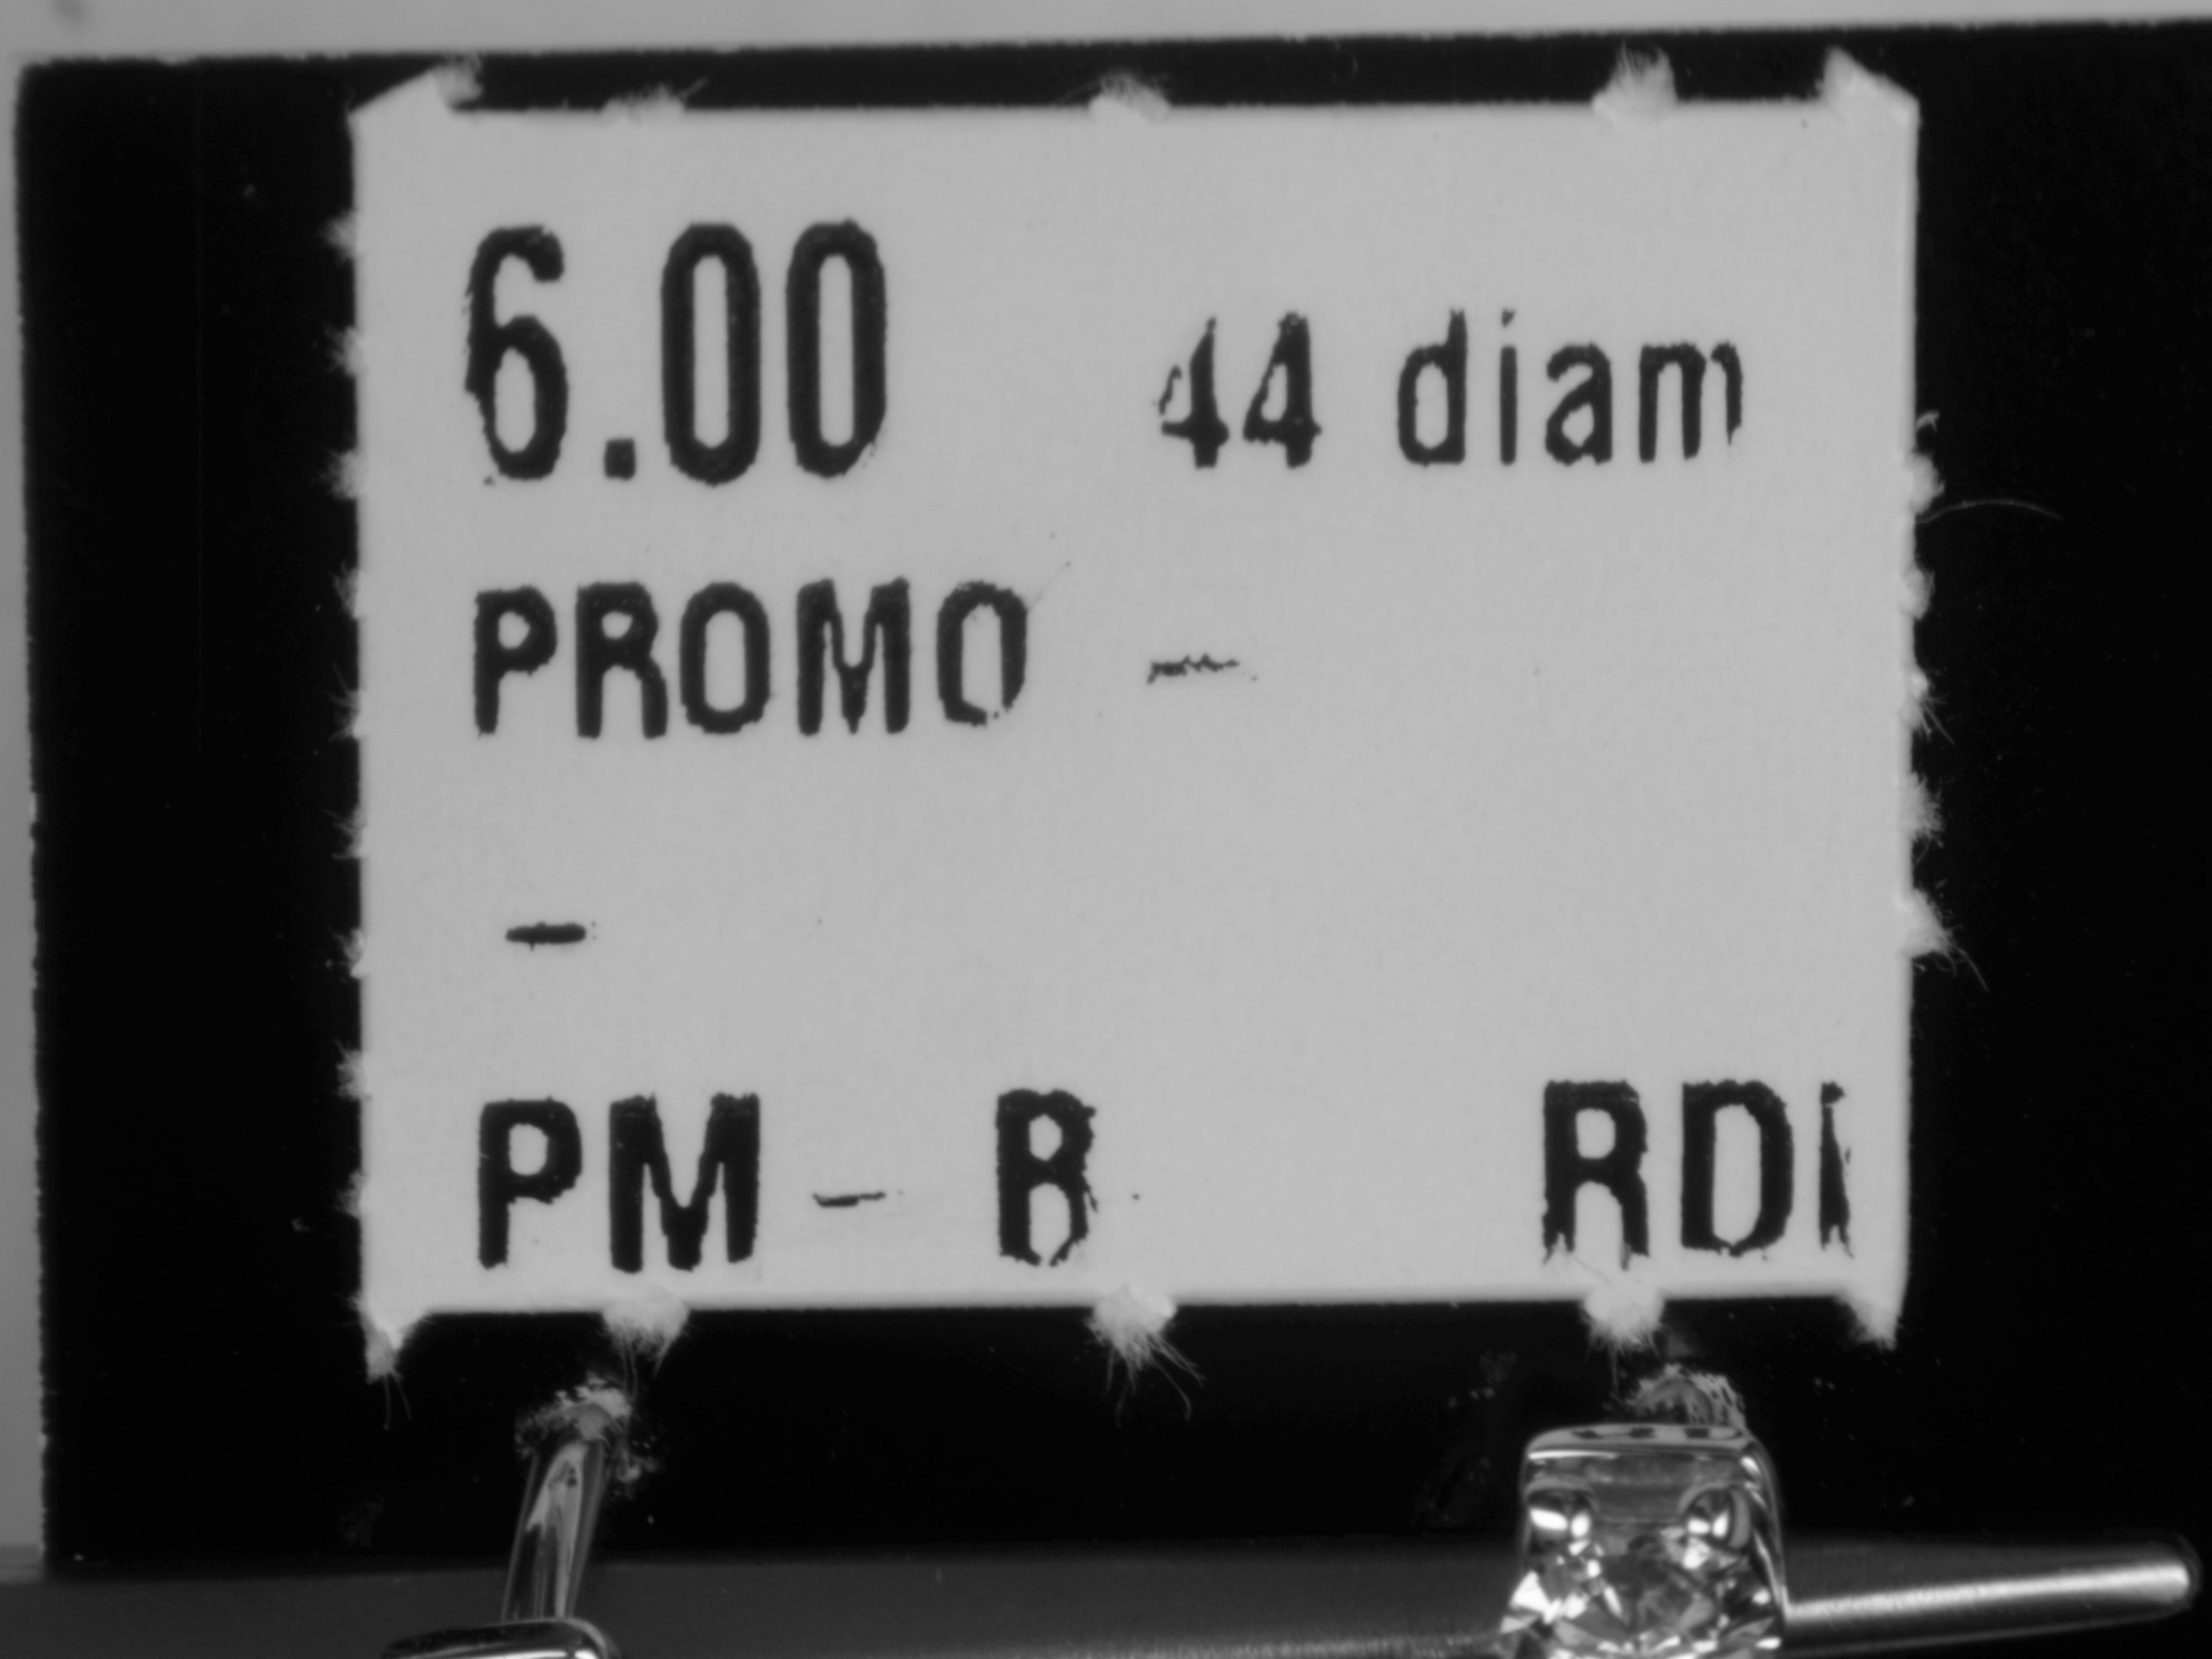 6.00 44 diam
PROMO -
-
PM - B RDI